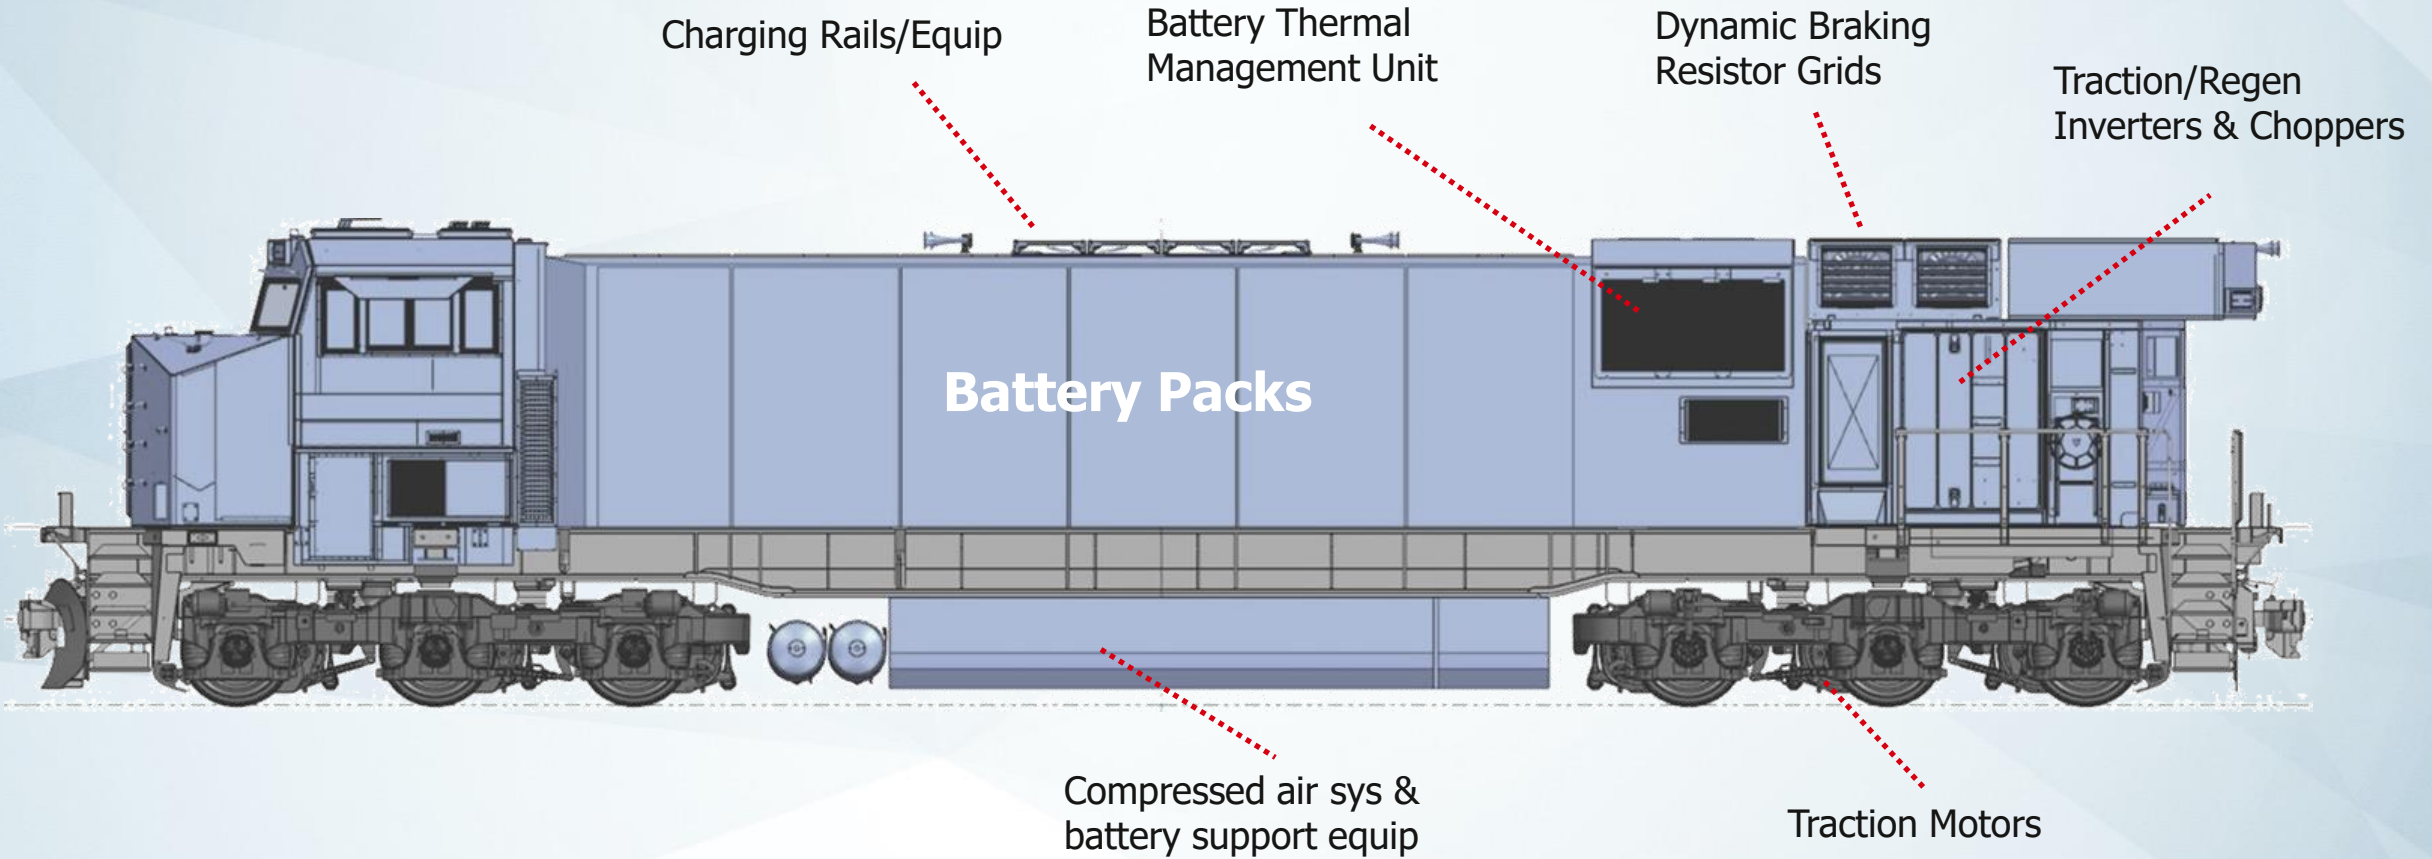 Charging Rails/Equip
Battery Thermal
Management Unit
Dynamic Braking
Resistor Grids
Traction/Regen
Inverters & Choppers
Battery Packs
Compressed air sys &
battery support equip
Traction Motors